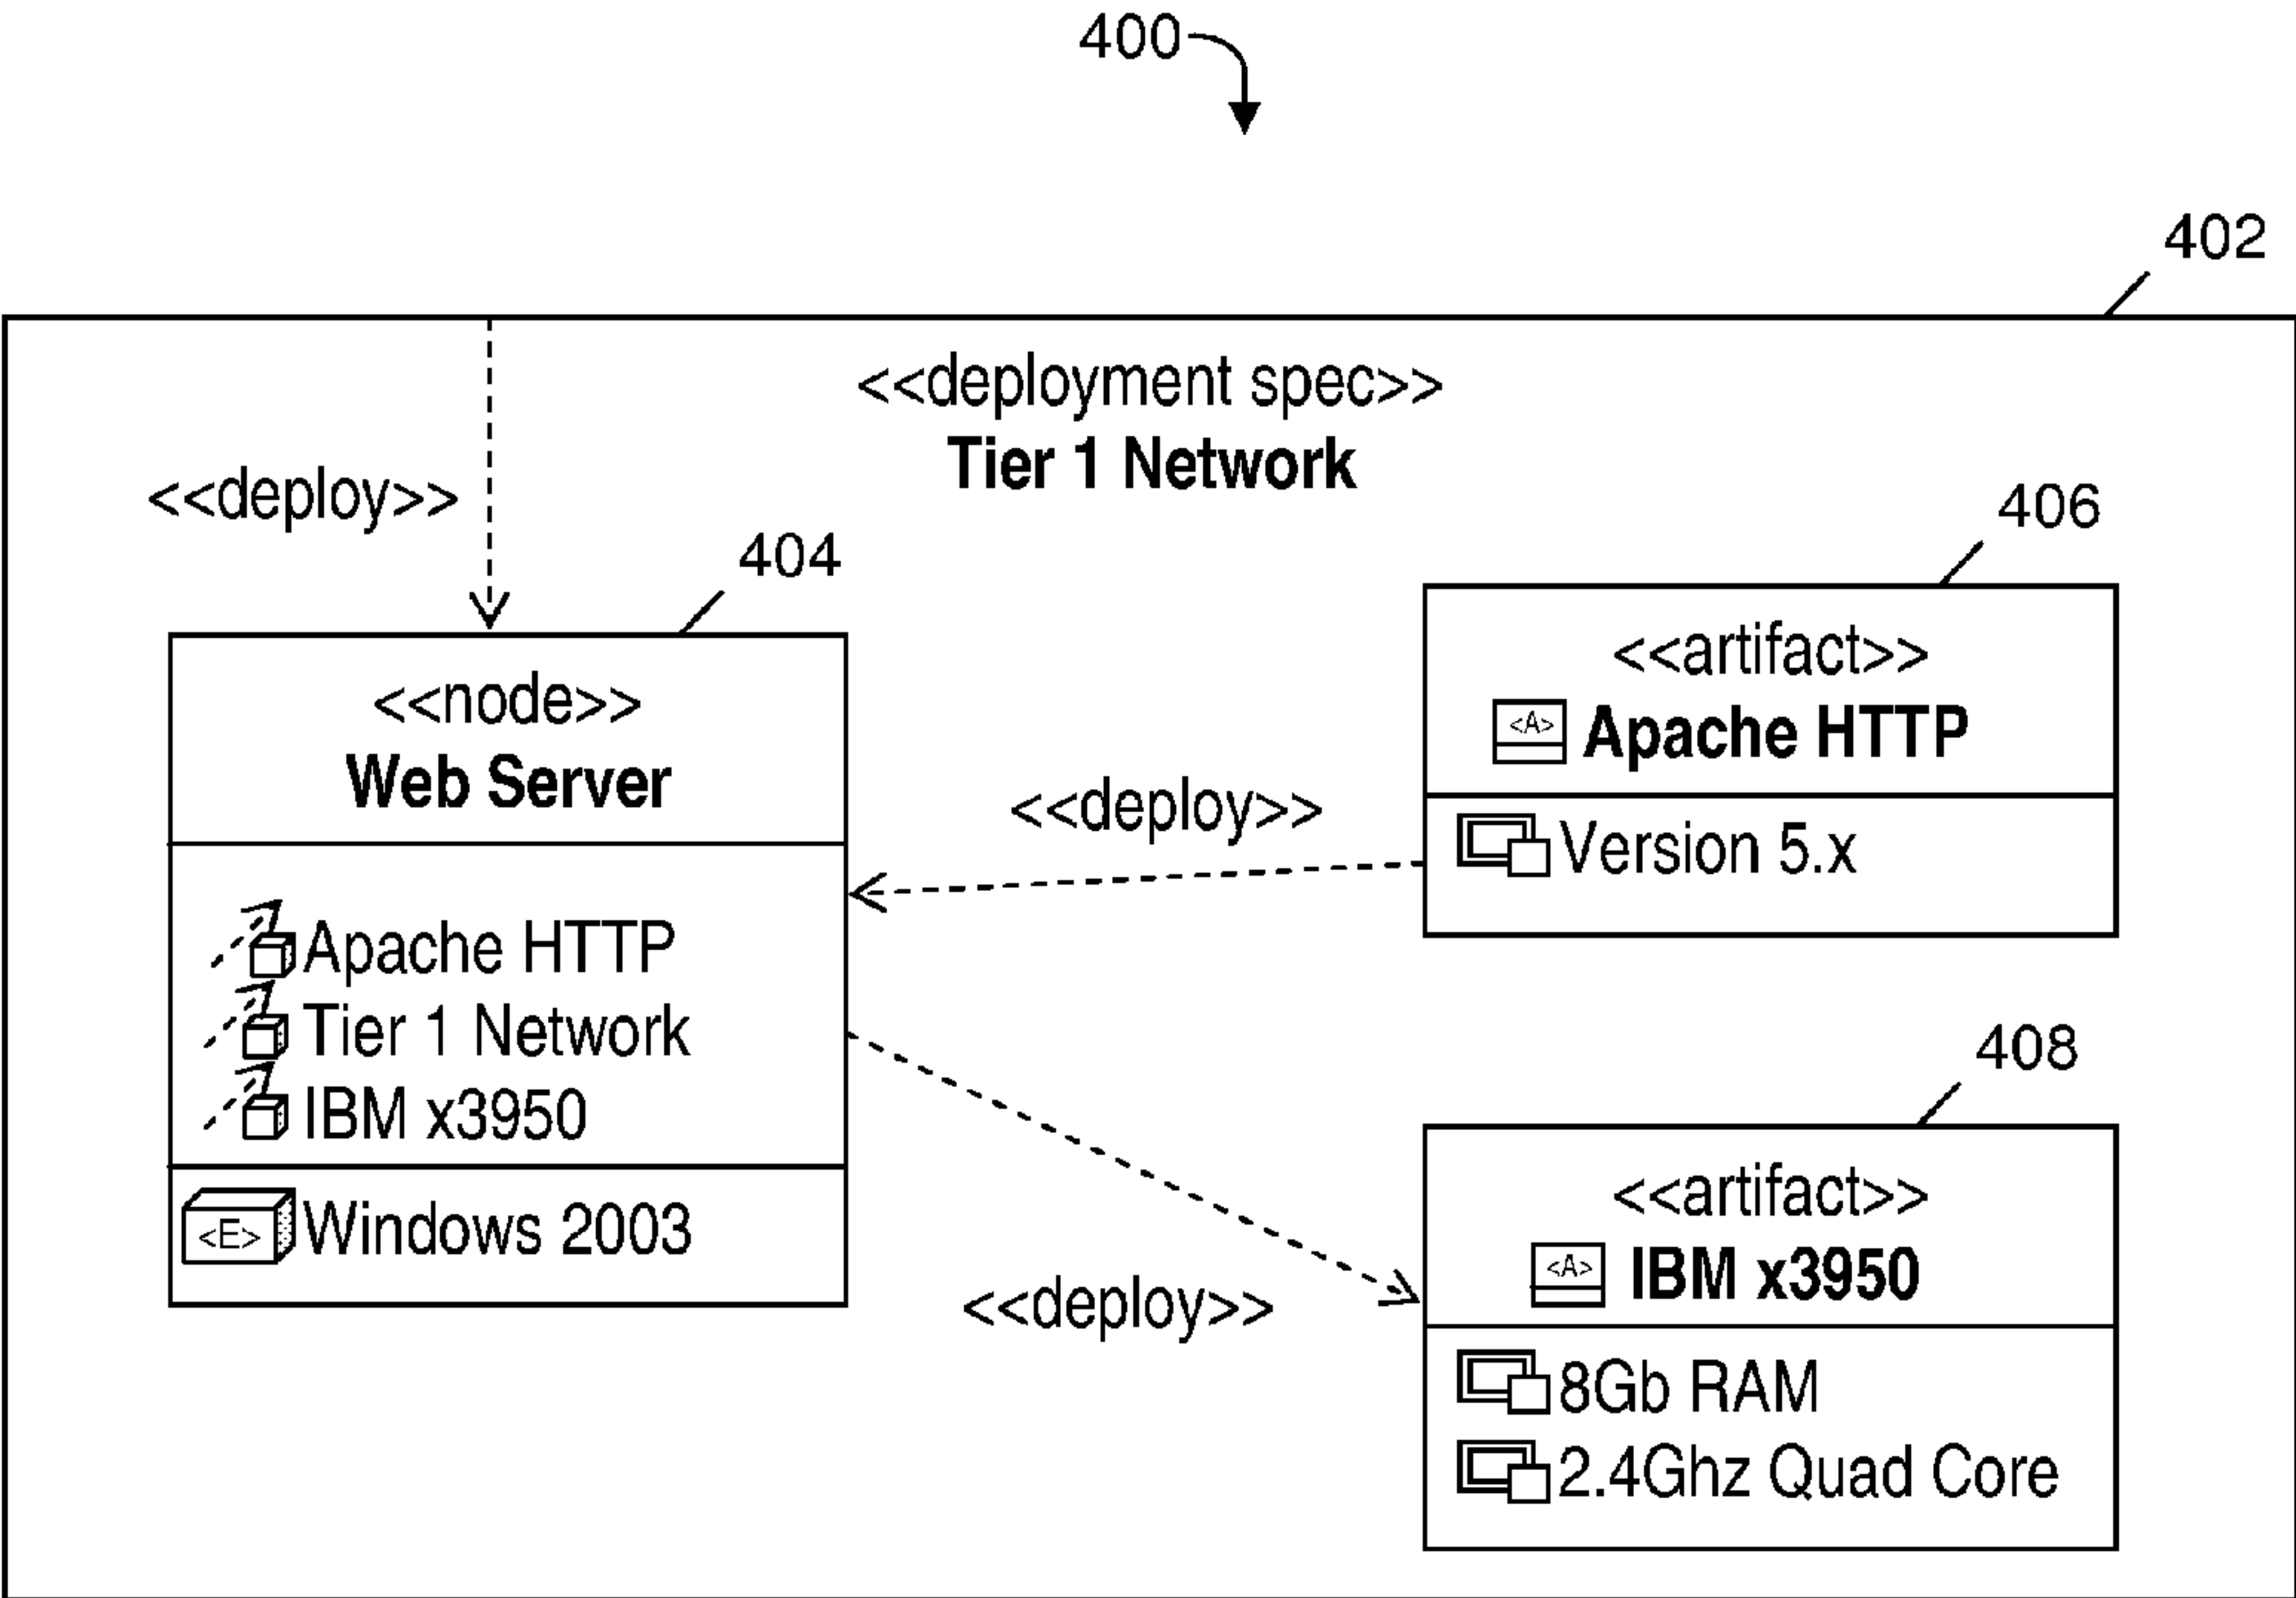 400
402
<<deployment spec>>
Tier 1 Network
<<deploy>>
404
<<node>>
Web Server
Apache HTTP
Tier 1 Network
IBM x3950
<E> Windows 2003
<<deploy>>
406
<<artifact>>
<A> Apache HTTP
Version 5.x
<<deploy>>
408
<<artifact>>
<A> IBM x3950
8Gb RAM
2.4Ghz Quad Core